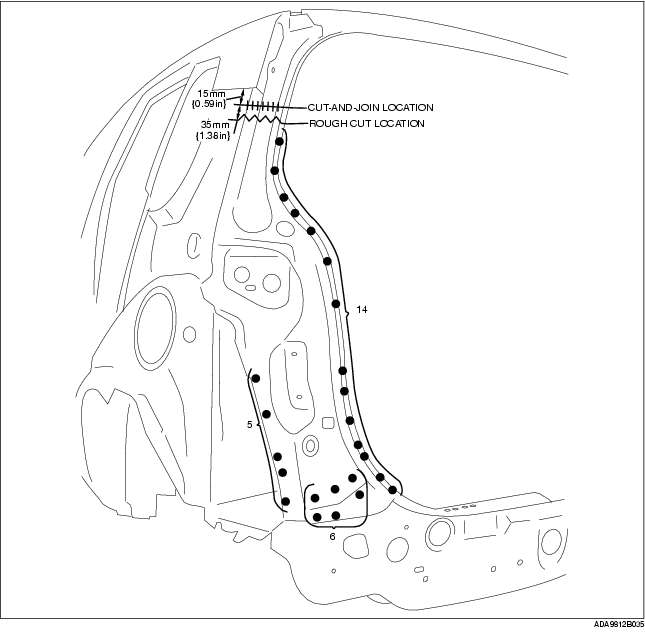 15mm
{0.59in}
CUT-AND-JOIN LOCATION
35mm
{1.38in}
ROUGH CUT LOCATION
14
5
6
ADA9812B035